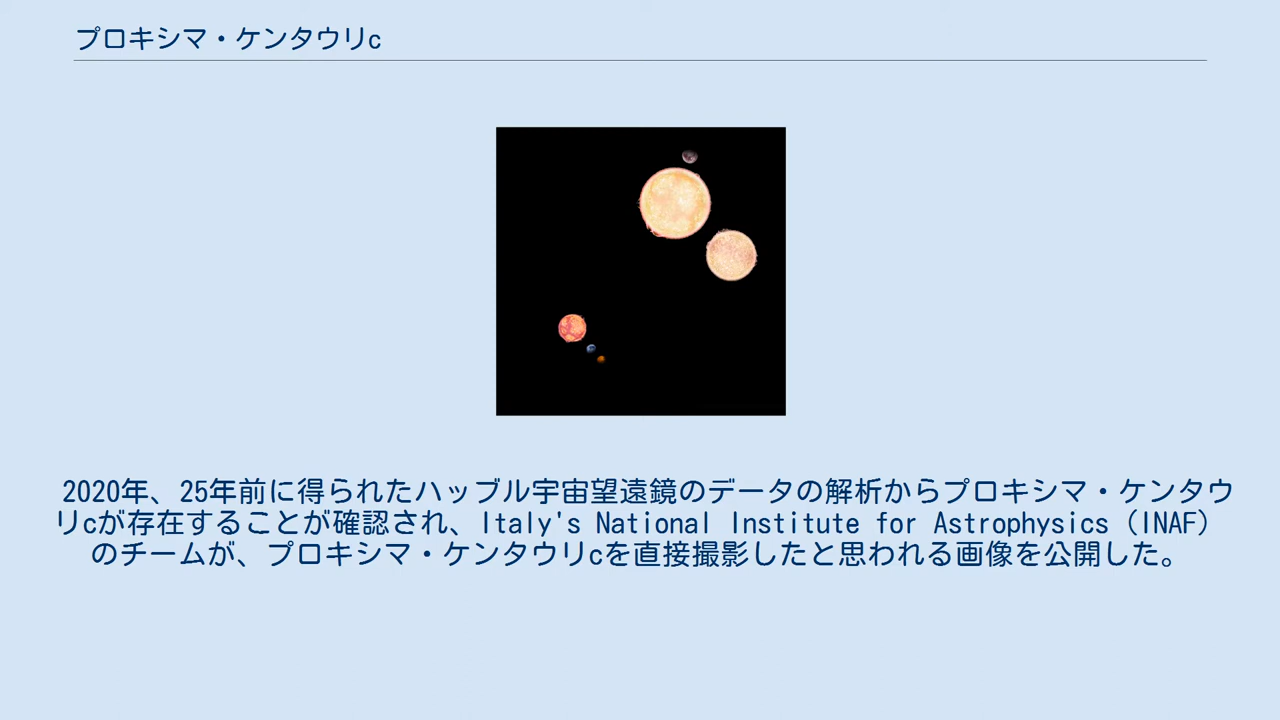 プロキシマ・ケンタウリc
2020年、25年前に得られたハッブル宇宙望遠鏡のデータの解析からプロキシマ・ケンタウ
リcが存在することが確認され、Italy's National Institute for Astrophysics（INAF）
のチームが、プロキシマ・ケンタウリcを直接撮影したと思われる画像を公開した。